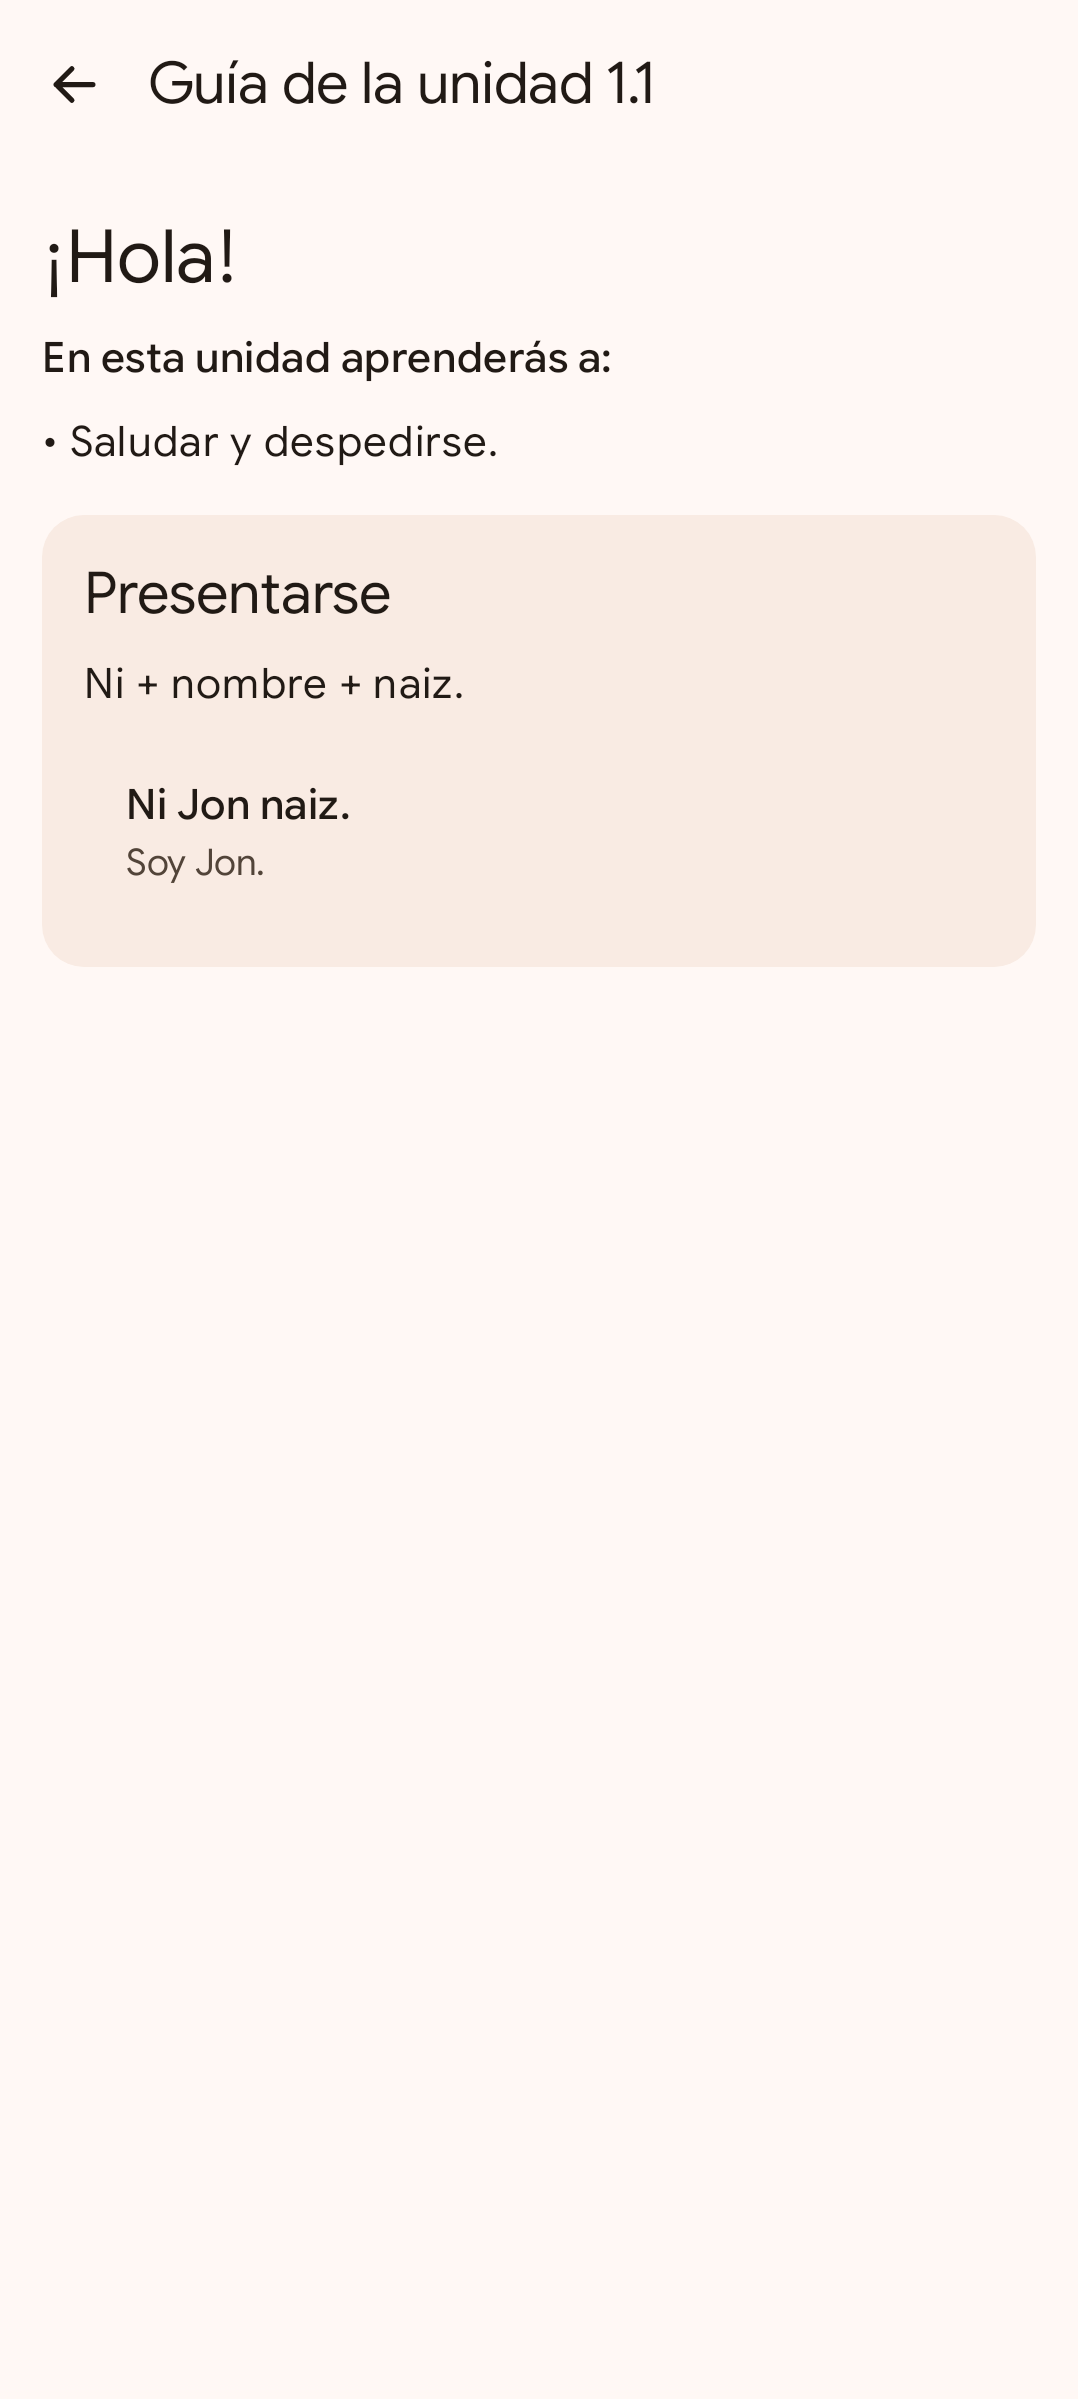 Guía de la unidad 1.1
¡Hola!
En esta unidad aprenderás a:
• Saludar y despedirse.
Presentarse
Ni + nombre + naiz.
Ni Jon naiz.
Soy Jon.